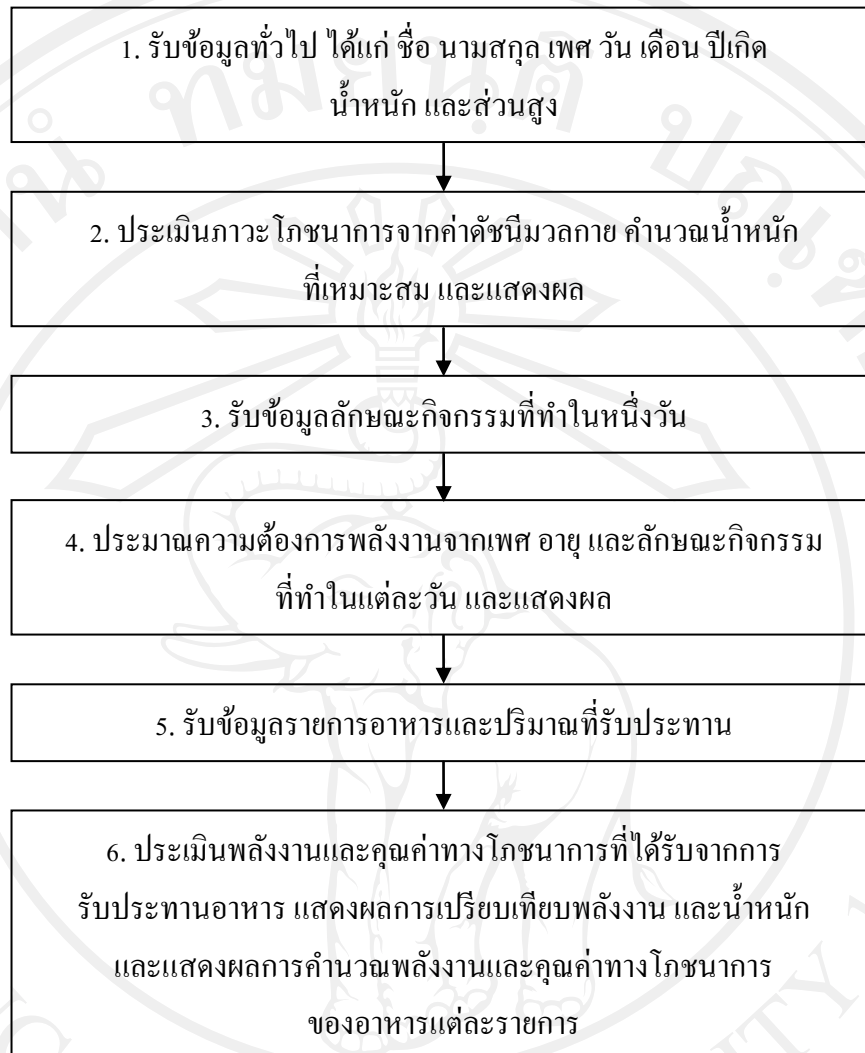 1. รับข้อมูลทั่วไป ได้แก่ ชื่อ นามสกุล เพศ วัน เดือน ปีเกิด
น้ำหนัก และส่วนสูง
2. ประเมินภาวะโภชนาการจากค่าดัชนีมวลกาย คำนวณน้ำหนัก
ที่เหมาะสม และแสดงผล
3. รับข้อมูลลักษณะกิจกรรมที่ทำในหนึ่งวัน
4. ประมาณความต้องการพลังงานจากเพศ อายุ และลักษณะกิจกรรม
ที่ทำในแต่ละวัน และแสดงผล
5. รับข้อมูลรายการอาหารและปริมาณที่รับประทาน
6. ประเมินพลังงานและคุณค่าทางโภชนาการที่ได้รับจากการ
รับประทานอาหาร แสดงผลการเปรียบเทียบพลังงาน และน้ำหนัก
และแสดงผลการคำนวณพลังงานและคุณค่าทางโภชนาการ
ของอาหารแต่ละรายการ